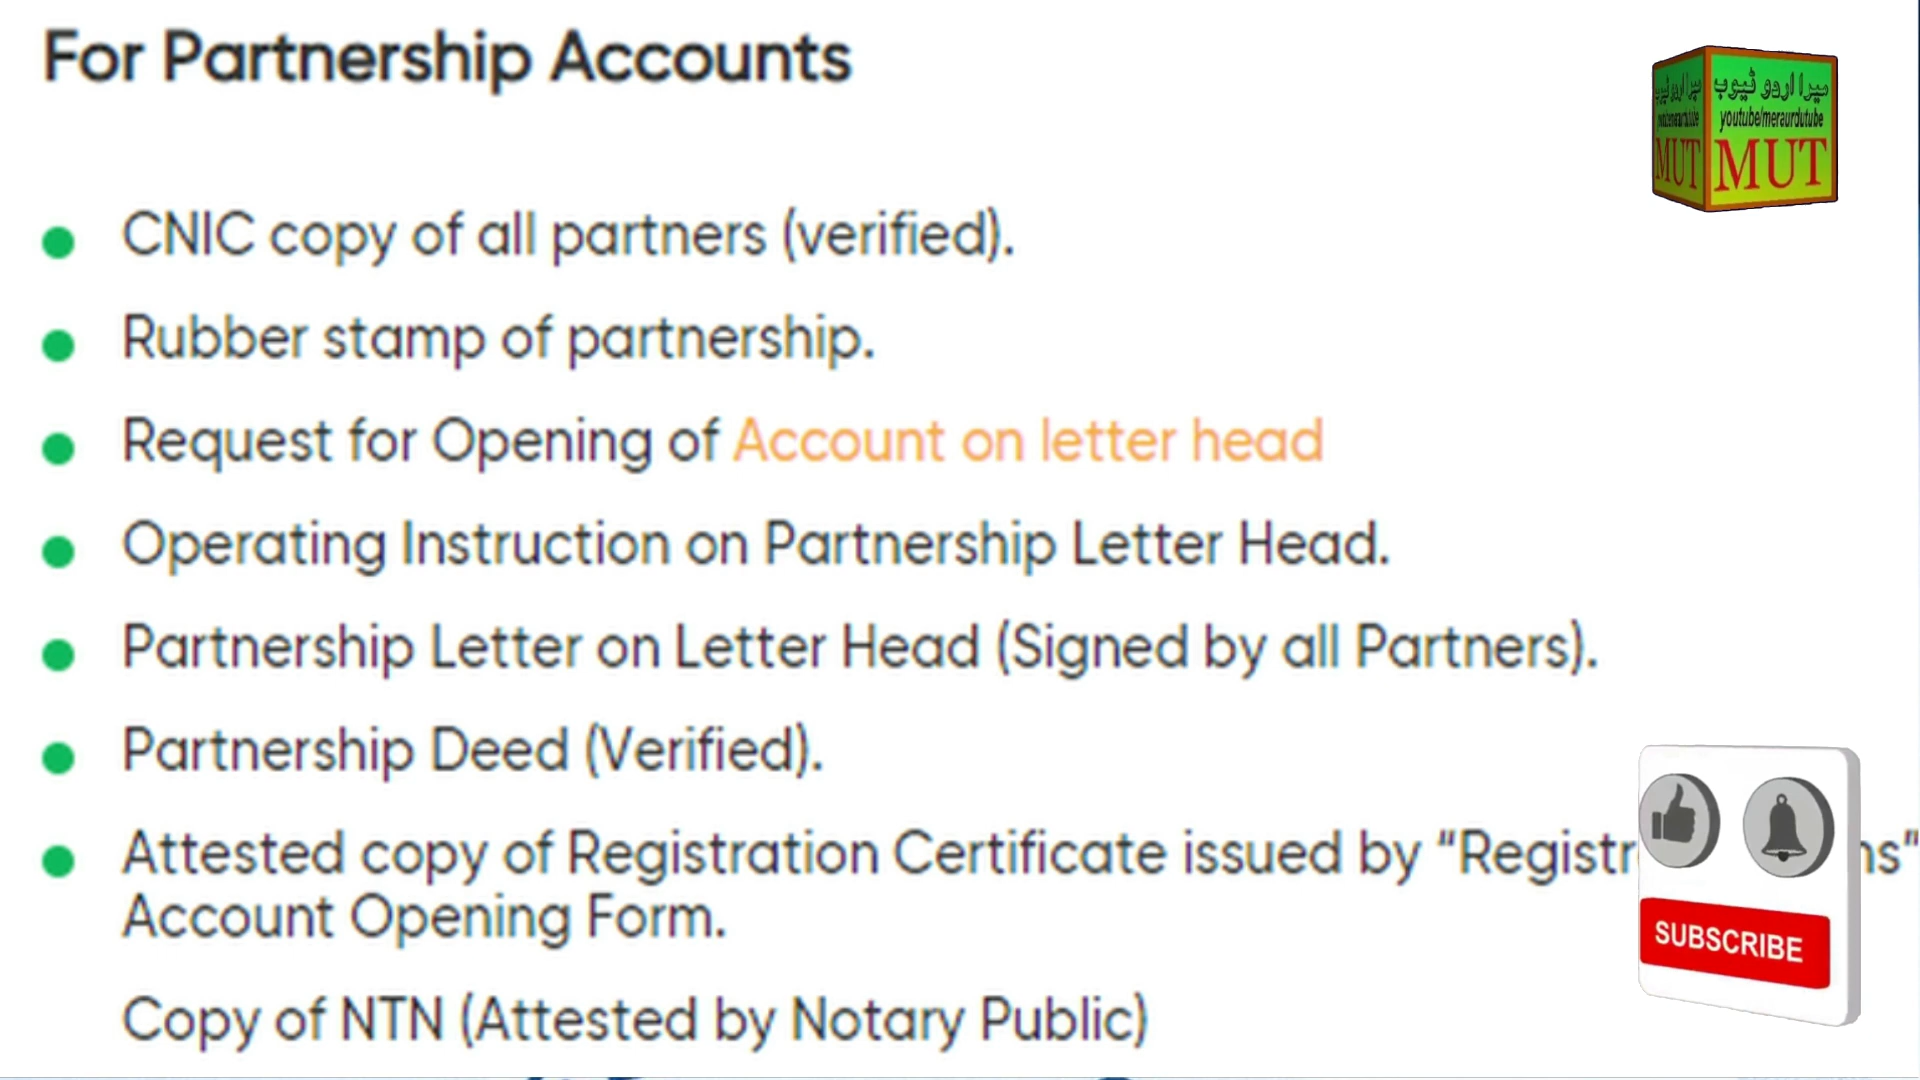 For Partnership Accounts
میرا اردو ٹیوب
youtube/meraurdutube
MUT
MUT
CNIC copy of all partners (verified).
Rubber stamp of partnership.
Request for Opening of Account on letter head
Operating Instruction on Partnership Letter Head.
Partnership Letter on Letter Head (Signed by all Partners).
Partnership Deed (Verified).
Attested copy of Registration Certificate issued by “
Account Opening Form.
SUBSCRIBE
Copy of NTN (Attested by Notary Public)